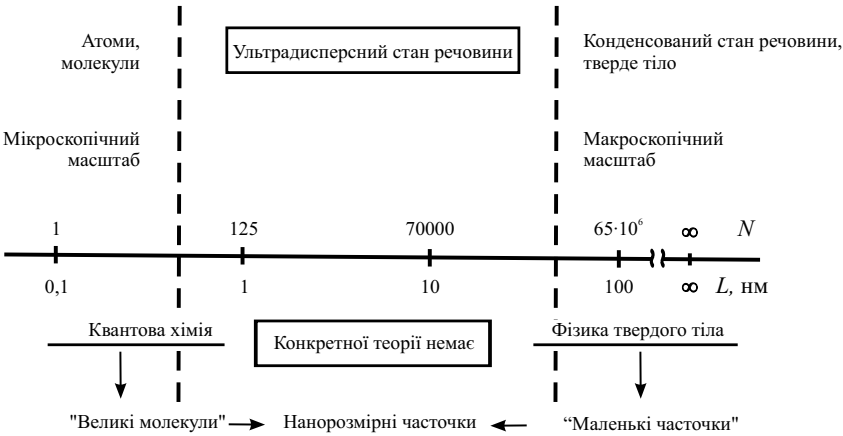 Атоми,
молекули
Ультрадисперсний стан речовини
Конденсований стан речовини,
тверде тіло
Мікроскопічний
масштаб
Макроскопічний
масштаб
1 125 70000 65·10⁶ ∞ N
0,1 1 10 100 ∞ L, нм
Квантова хімія
Конкретної теорії немає
Фізика твердого тіла
"Великі молекули" Нанорозмірні часточки “Маленькі часточки"